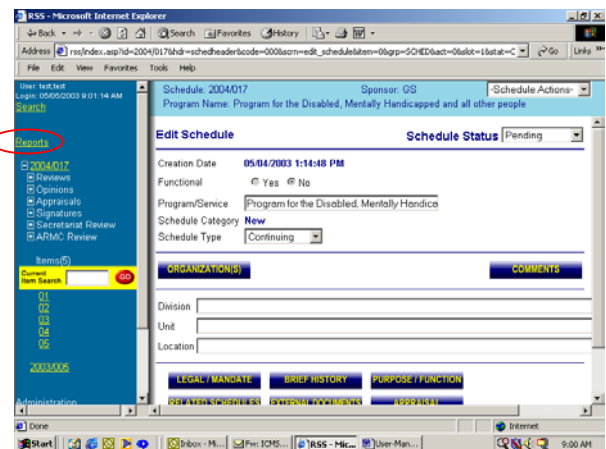 RSS - Microsoft Internet Explorer
Back Search Favorites History
Address rss/index.asp?id=2004/017&hdr=schedheader&code=000&scrn=edit_schedule&item=0&grp=SCHED&act=0&slot=1&stat=C Go Links
File Edit View Favorites Tools Help
User: test,test
Login: 05/05/2003 9:01:14 AM
Search
Reports
2004/017
Reviews
Opinions
Appraisals
Signatures
Secretariat Review
ARMC Review
Items(5)
Current Item Search GO
01
02
03
04
05
2003/006
Administration
Schedule: 2004/017 Sponsor: GS -Schedule Actions-
Program Name: Program for the Disabled, Mentally Handicapped and all other people
Edit Schedule Schedule Status Pending
Creation Date 05/04/2003 1:14:48 PM
Functional Yes No
Program/Service Program for the Disabled, Mentally Handica
Schedule Category New
Schedule Type Continuing
ORGANIZATION(S) COMMENTS
Division
Unit
Location
LEGAL / MANDATE BRIEF HISTORY PURPOSE / FUNCTION
RELATED SCHEDULES EXTERNAL DOCUMENTS APPRAISAL
Done Internet
Start Inbox - M... Fw: ICMS... RSS - Mic... User-Man... 9:00 AM